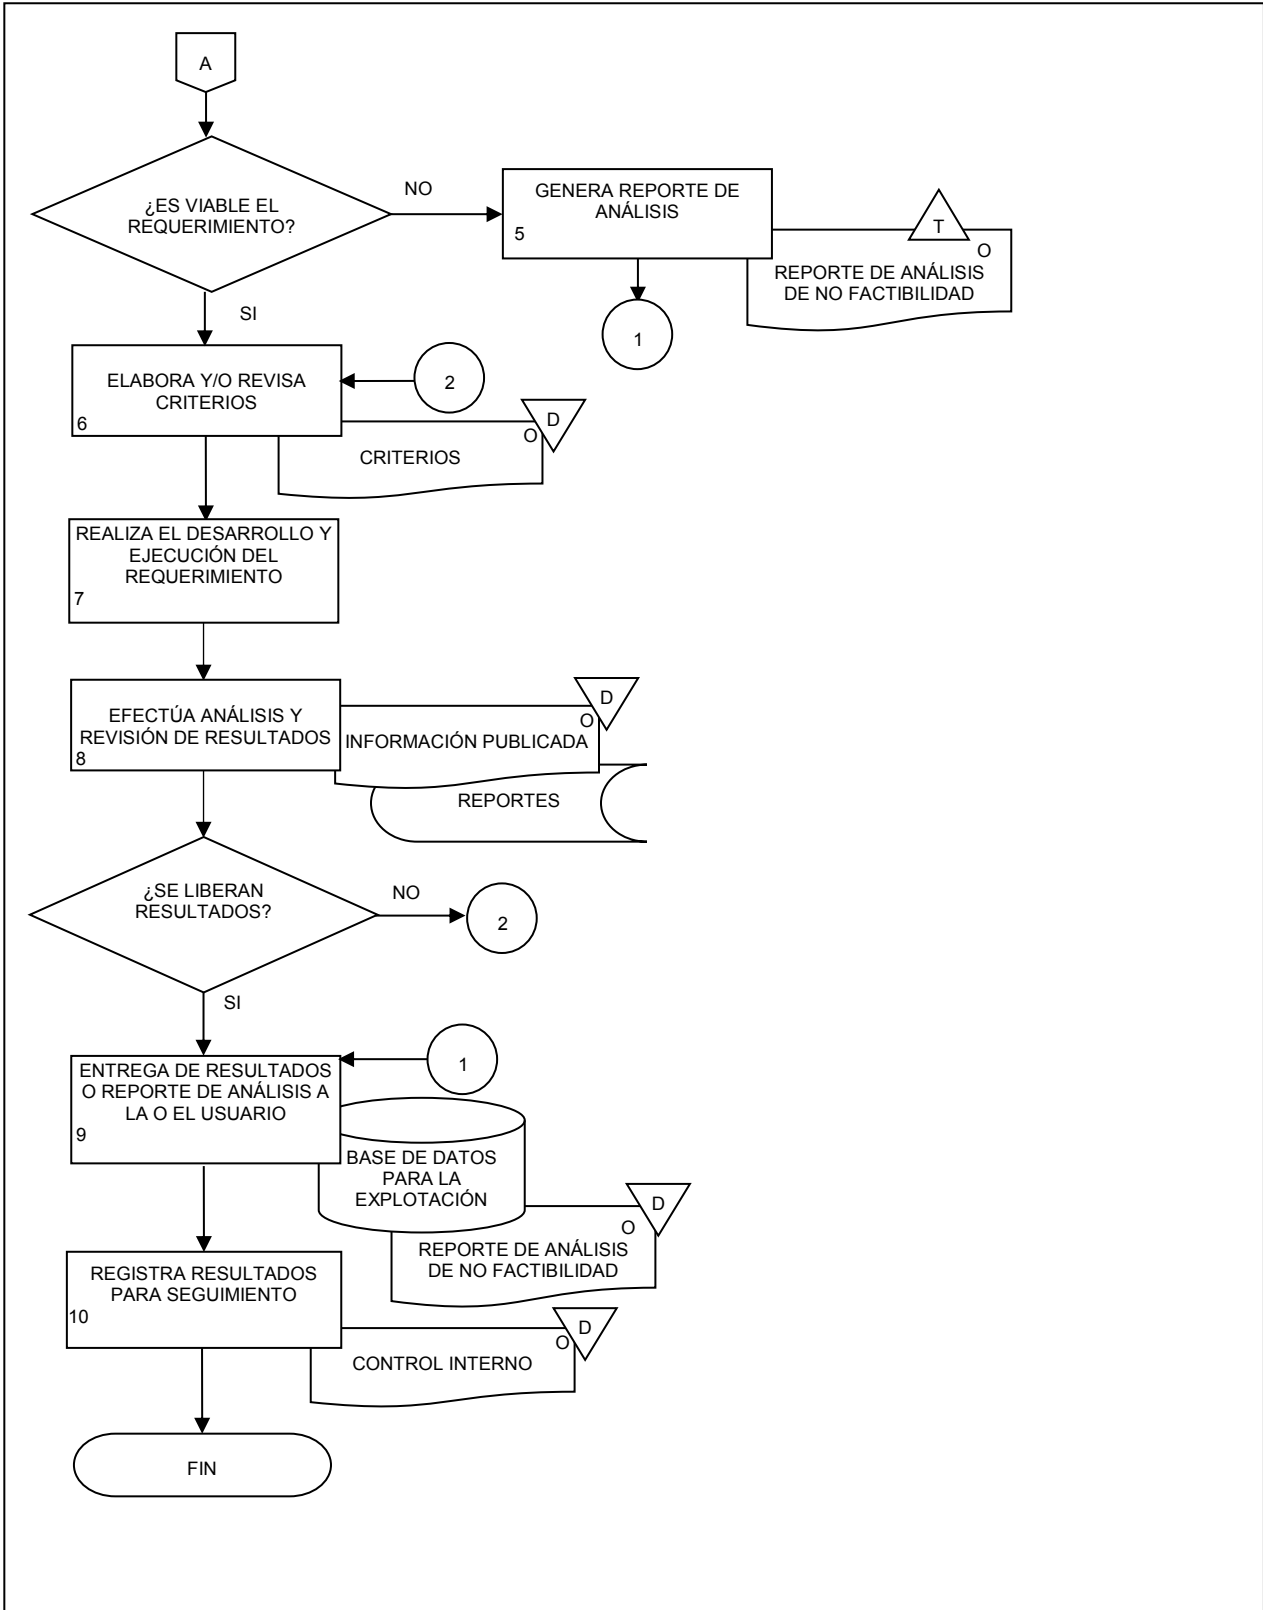 A
¿ES VIABLE EL
REQUERIMIENTO?
NO
GENERA REPORTE DE
ANÁLISIS
5
T
O
REPORTE DE ANÁLISIS
DE NO FACTIBILIDAD
1
SI
ELABORA Y/O REVISA
CRITERIOS
6
2
D
O
CRITERIOS
REALIZA EL DESARROLLO Y
EJECUCIÓN DEL
REQUERIMIENTO
7
EFECTÚA ANÁLISIS Y
REVISIÓN DE RESULTADOS
8
D
O
INFORMACIÓN PUBLICADA
REPORTES
¿SE LIBERAN
RESULTADOS?
NO
2
SI
ENTREGA DE RESULTADOS
O REPORTE DE ANÁLISIS A
LA O EL USUARIO
9
1
BASE DE DATOS
PARA LA
EXPLOTACIÓN
D
O
REPORTE DE ANÁLISIS
DE NO FACTIBILIDAD
REGISTRA RESULTADOS
PARA SEGUIMIENTO
10
D
O
CONTROL INTERNO
FIN